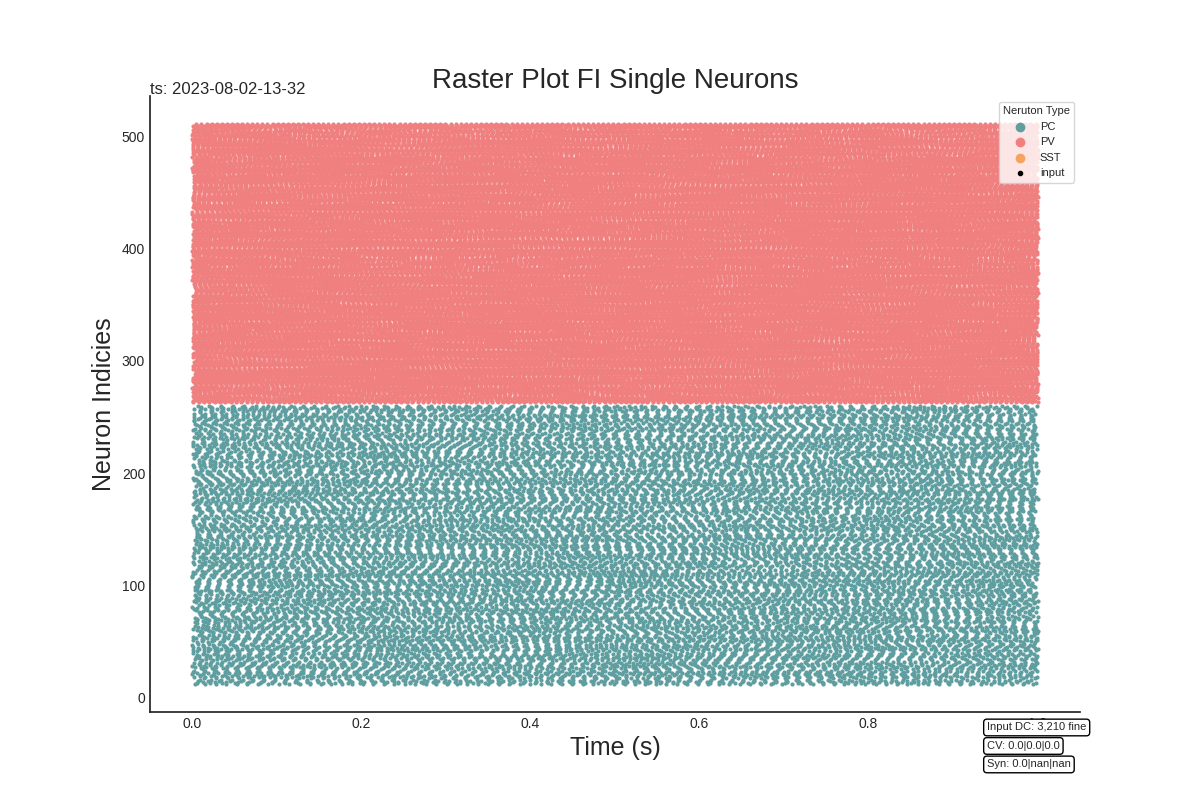 Raster Plot FI Single Neurons
ts: 2023-08-02-13-32
Neruton Type
PC
PV
SST
input
Neuron Indicies
500
400
300
200
100
0
0.0
0.2
0.4
0.6
0.8
Time (s)
Input DC: 3,210 fine
CV: 0.0|0.0|0.0
Syn: 0.0|nan|nan